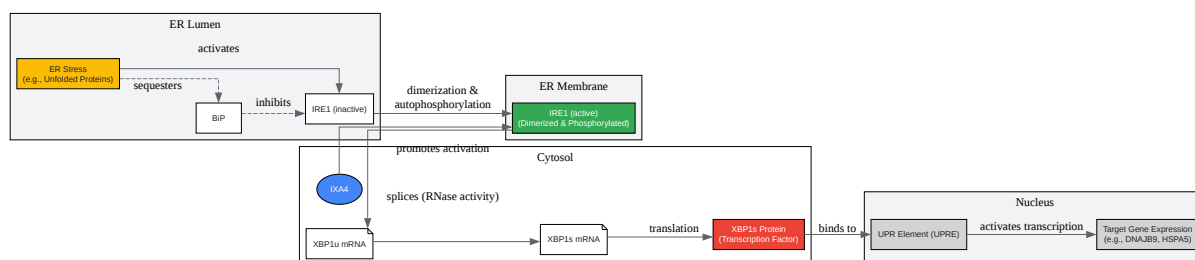 ER Lumen
activates
ER Stress
(e.g., Unfolded Proteins)
sequesters
BiP
inhibits
IRE1 (inactive)
dimerization &
autophosphorylation
ER Membrane
IRE1 (active)
(Dimerized & Phosphorylated)
promotes activation
Cytosol
IXA4
splices (RNase activity)
XBP1u mRNA
XBP1s mRNA
translation
XBP1s Protein
(Transcription Factor)
binds to
Nucleus
UPR Element (UPRE)
activates transcription
Target Gene Expression
(e.g., DNAJB9, HSPA5)